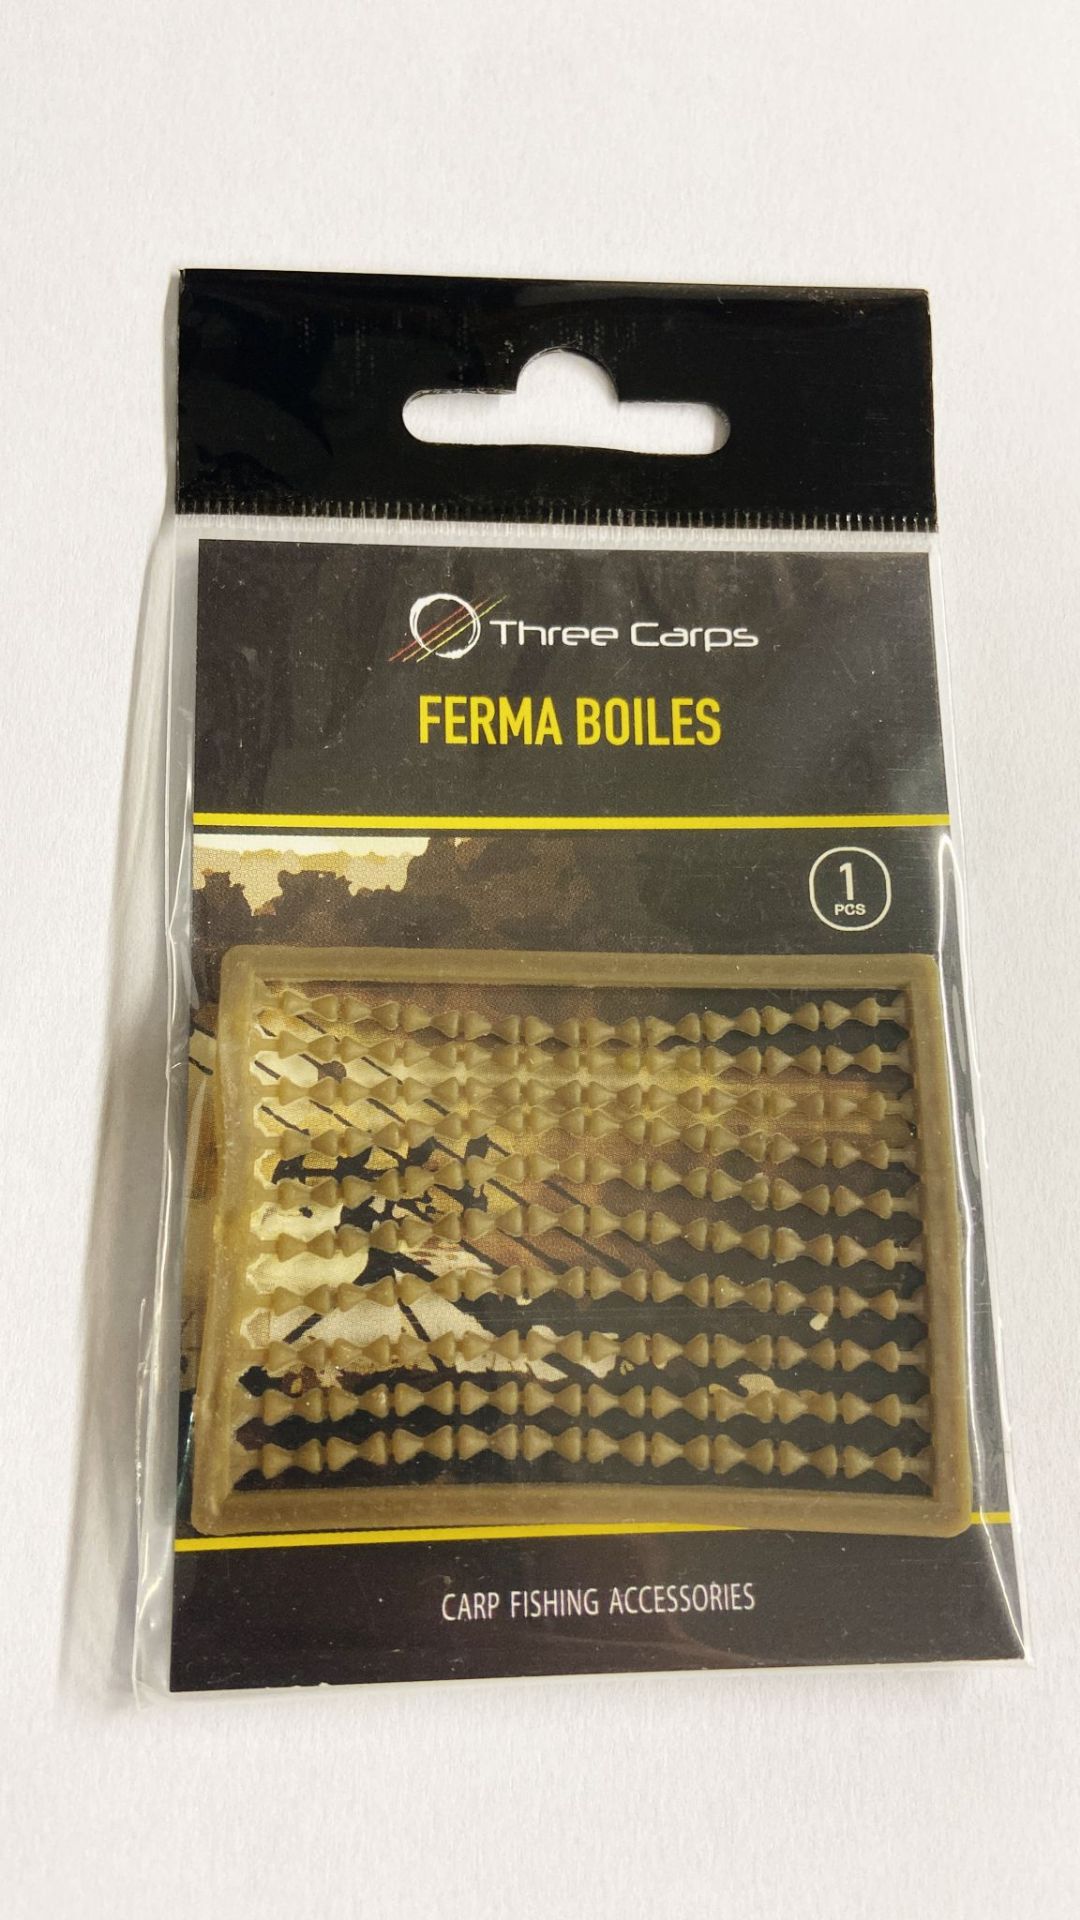 Three Carps
FERMA BOILES
1
PCS
CARP FISHING ACCESSORIES